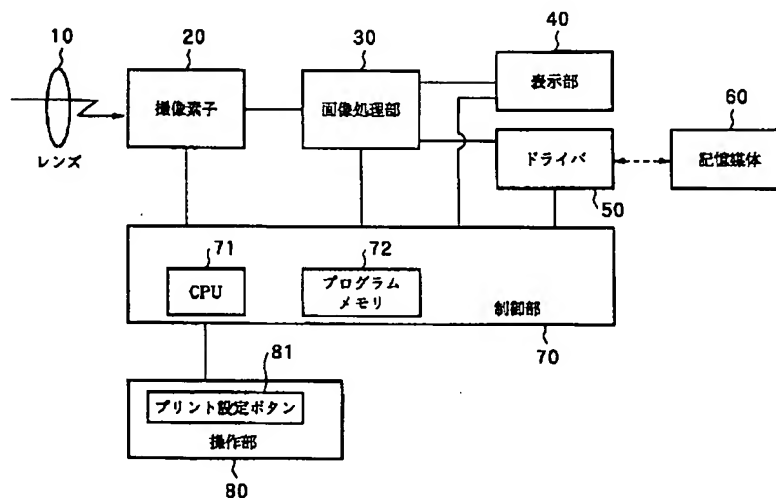 10
20
30
40
60
レンズ
撮像素子
画像処理部
表示部
ドライバ
記憶媒体
50
71
72
CPU
プログラム
メモリ
制御部
70
81
プリント設定ボタン
操作部
80